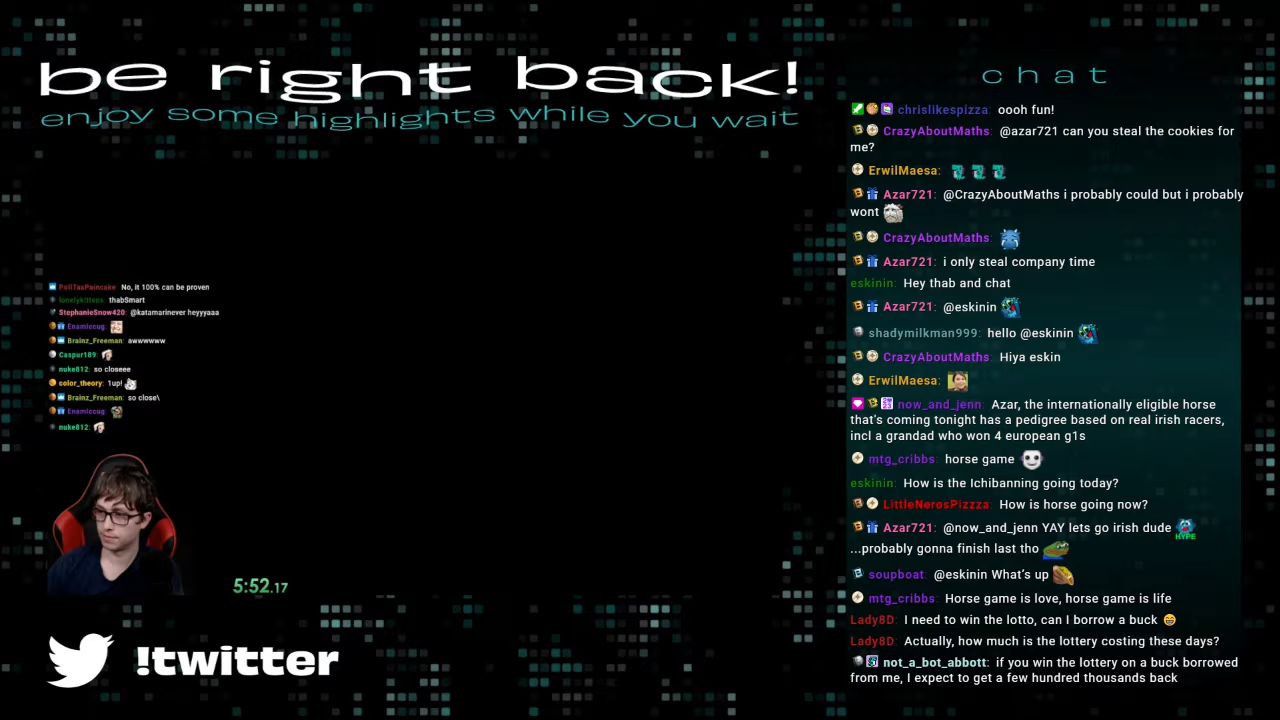 be right back!
enjoy some highlights while you wait
PollTaxPaincake: No, it 100% can be proven
lonelykittens: thabSmart
StephanieSnow420: @katamarinever heyyyaaa
Enamiccug:
Brainz_Freeman: awwwwww
Caspur189:
nuke812: so closeee
color_theory: 1up!
Brainz_Freeman: so close\
Enamiccug:
nuke812:
5:52.17
!twitter
chat
chrislikespizza: oooh fun!
CrazyAboutMaths: @azar721 can you steal the cookies for
me?
ErwilMaesa:
Azar721: @CrazyAboutMaths i probably could but i probably
wont
CrazyAboutMaths:
Azar721: i only steal company time
eskinin: Hey thab and chat
Azar721: @eskinin
shadymilkman999: hello @eskinin
CrazyAboutMaths: Hiya eskin
ErwilMaesa:
now_and_jenn: Azar, the internationally eligible horse
that's coming tonight has a pedigree based on real irish racers,
incl a grandad who won 4 european g1s
mtg_cribbs: horse game
eskinin: How is the Ichibanning going today?
LittleNerosPizzza: How is horse going now?
Azar721: @now_and_jenn YAY lets go irish dude HYPE
...probably gonna finish last tho
soupboat: @eskinin What's up
mtg_cribbs: Horse game is love, horse game is life
Lady8D: I need to win the lotto, can I borrow a buck
Lady8D: Actually, how much is the lottery costing these days?
not_a_bot_abbott: if you win the lottery on a buck borrowed
from me, I expect to get a few hundred thousands back